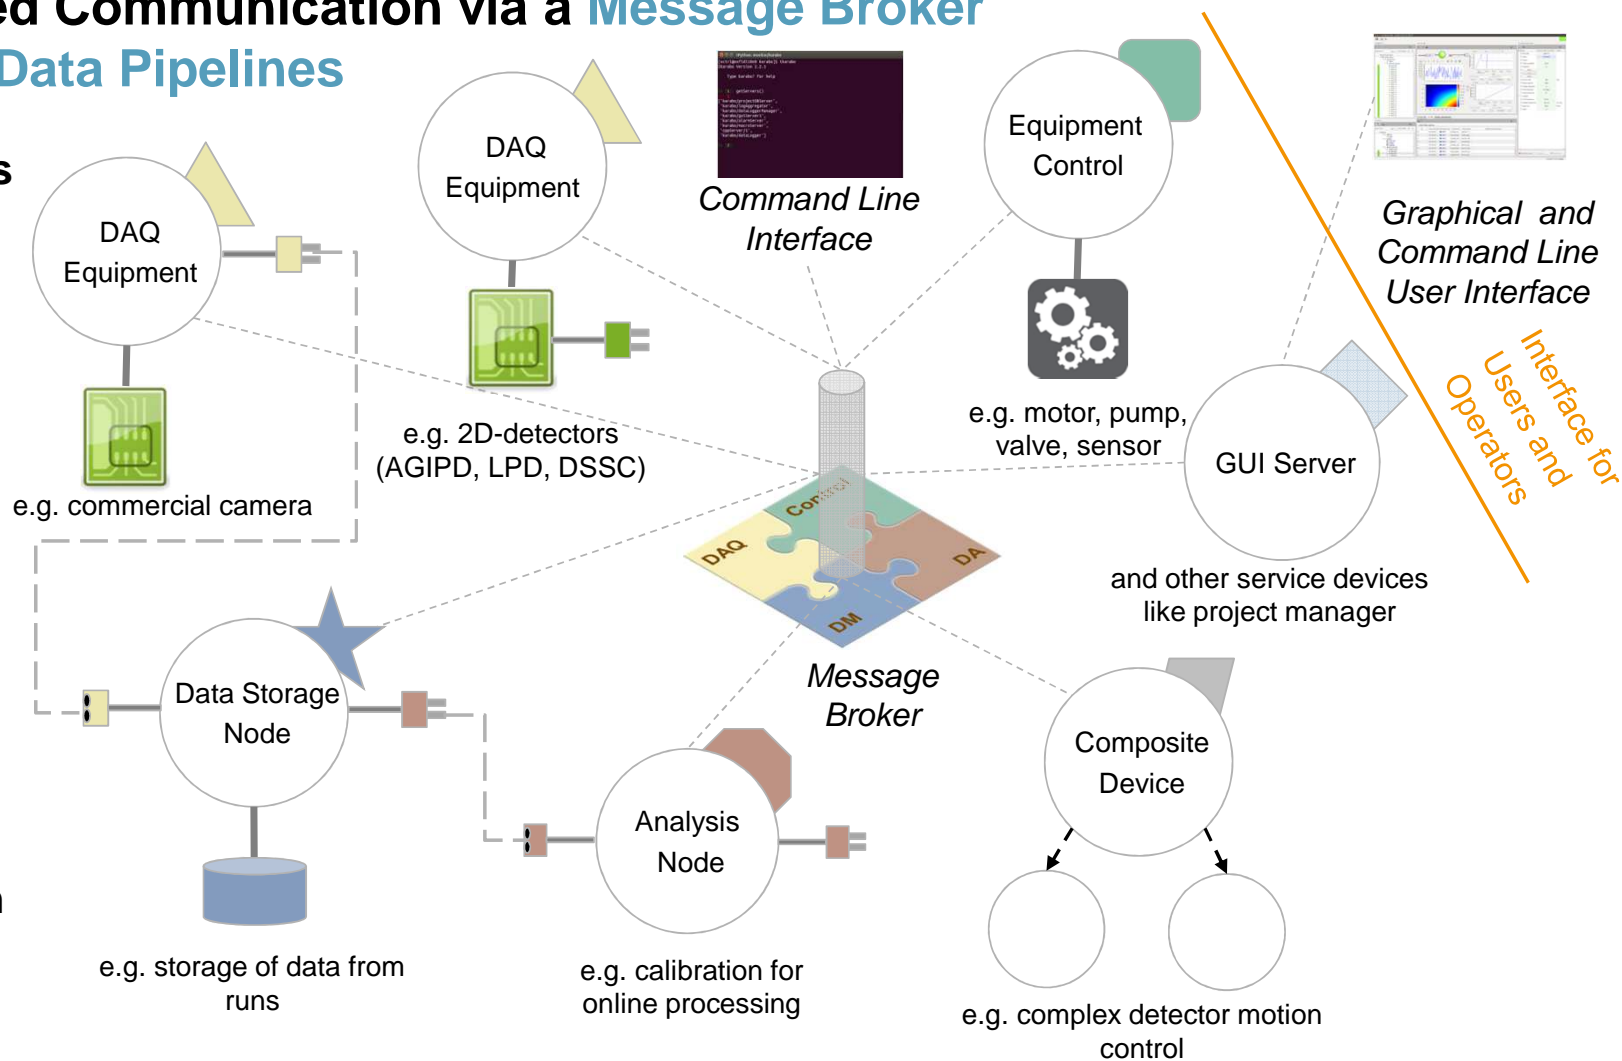 ed Communication via a Message Broker
Data Pipelines
s
DAQ
Equipment
e.g. commercial camera
DAQ
Equipment
e.g. 2D-detectors
(AGIPD, LPD, DSSC)
Command Line
Interface
Equipment
Control
e.g. motor, pump,
valve, sensor
Graphical and
Command Line
User Interface
Interface for
Users and
Operators
GUI Server
and other service devices
like project manager
Control
DAQ
DA
DM
Message
Broker
Data Storage
Node
n
e.g. storage of data from
runs
Analysis
Node
e.g. calibration for
online processing
Composite
Device
e.g. complex detector motion
control